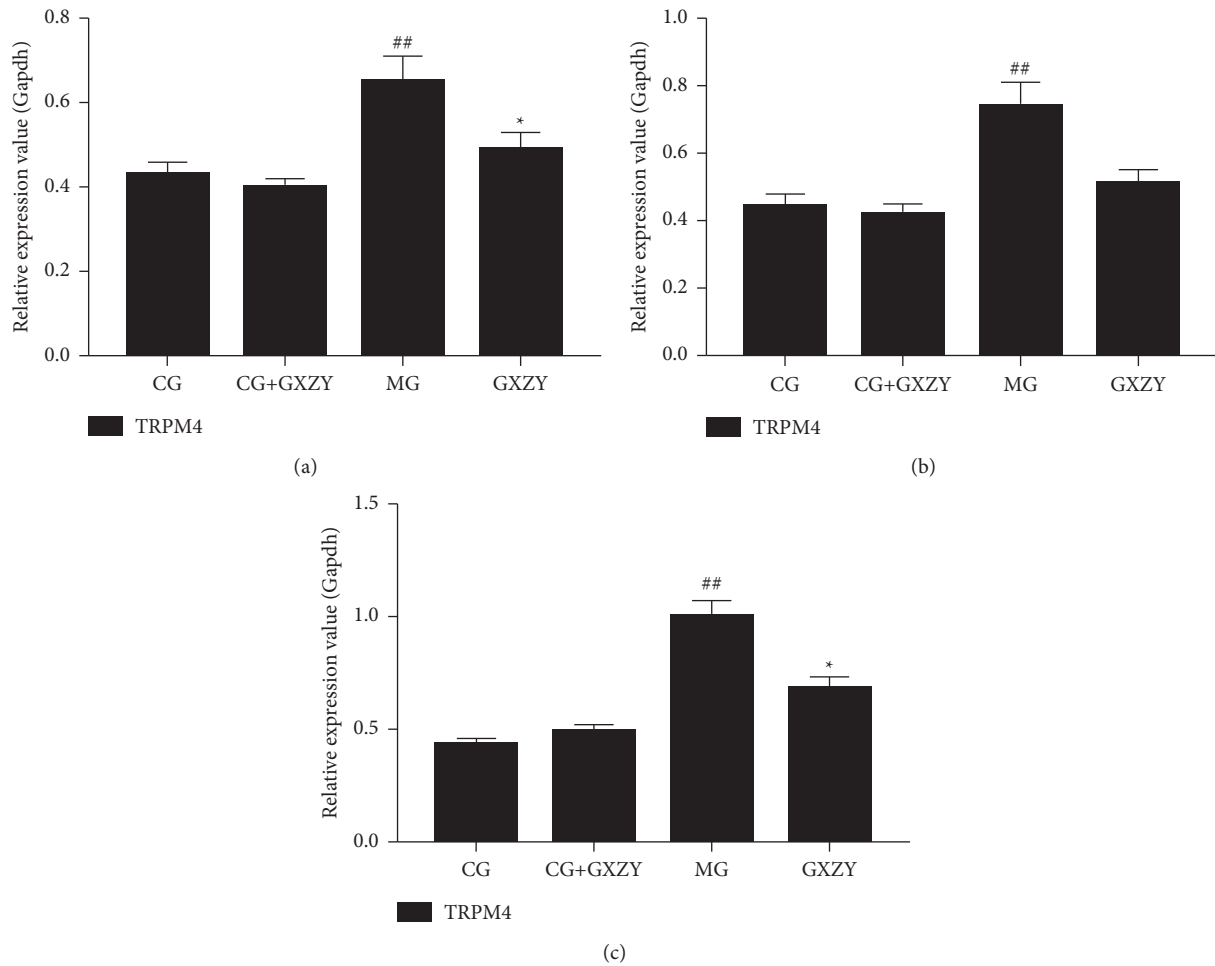 Relative expression value (Gapdh)
0.8
0.6
0.4
0.2
0.0
##
*
CG
CG+GXZY
MG
GXZY
TRPM4
(a)
Relative expression value (Gapdh)
1.0
0.8
0.6
0.4
0.2
0.0
##
CG
CG+GXZY
MG
GXZY
TRPM4
(b)
Relative expression value (Gapdh)
1.5
1.0
0.5
0.0
##
*
CG
CG+GXZY
MG
GXZY
TRPM4
(c)